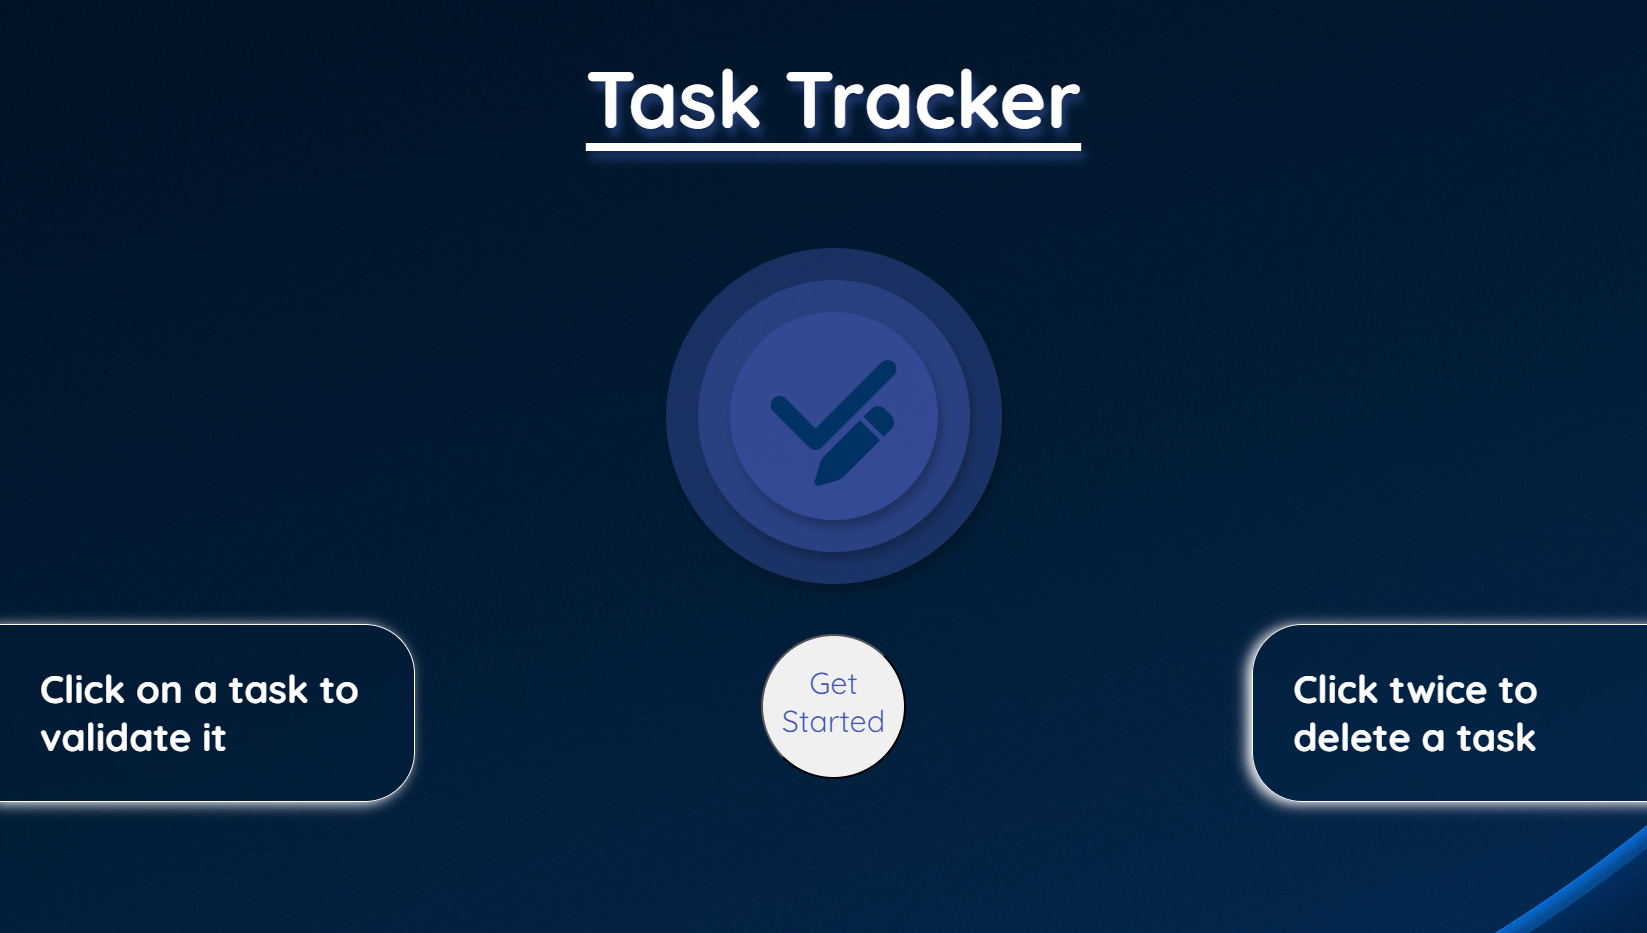 Task Tracker
Click on a task to
validate it
Get
Started
Click twice to
delete a task